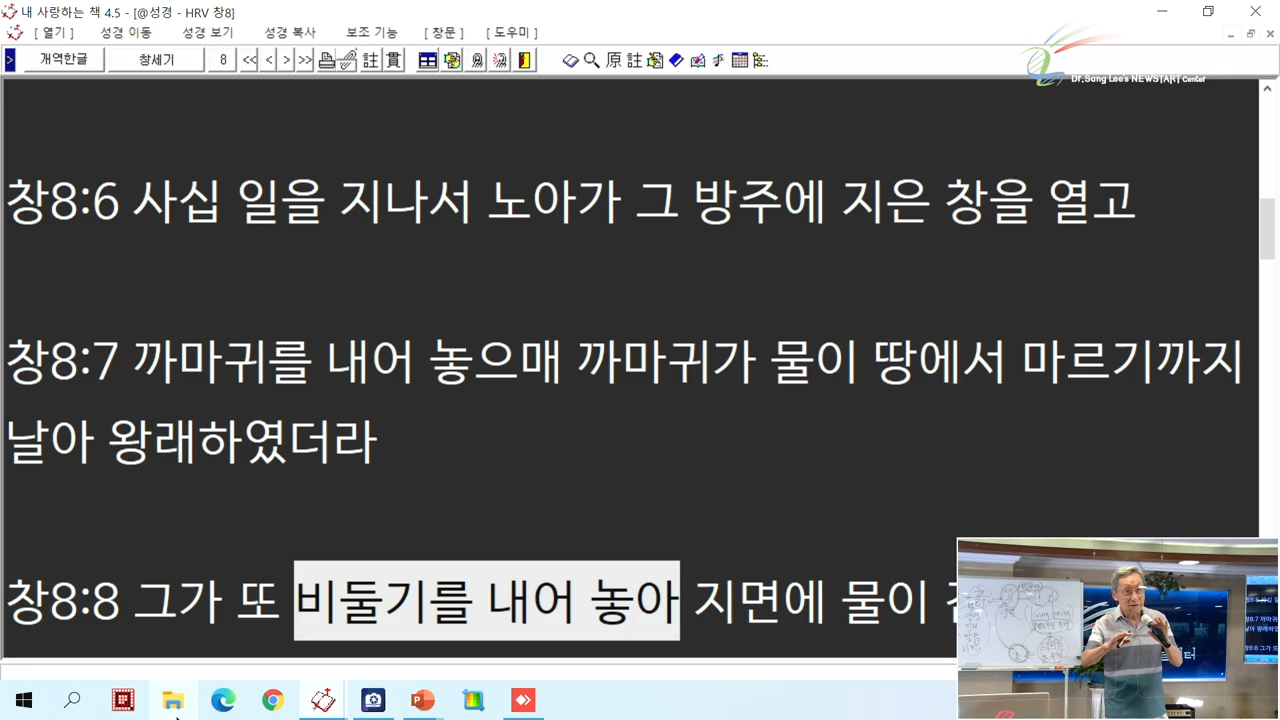 내 사랑하는 책 4.5 - [@성경 - HRV 창8]
[ 열기 ] 성경 이동 성경 보기 성경 복사 보조 기능 [ 창문 ] [ 도우미 ]
개역한글 창세기 8 << < > >> 註 貫 原 註
Dr.Sang Lee's NEWSTART Center
창8:6 사십 일을 지나서 노아가 그 방주에 지은 창을 열고
창8:7 까마귀를 내어 놓으매 까마귀가 물이 땅에서 마르기까지
날아 왕래하였더라
창8:8 그가 또 비둘기를 내어 놓아 지면에 물이